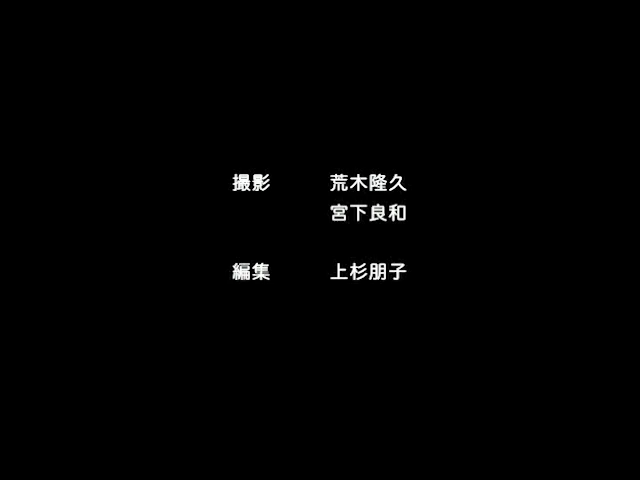 撮影 荒木隆久
宮下良和
編集 上杉朋子